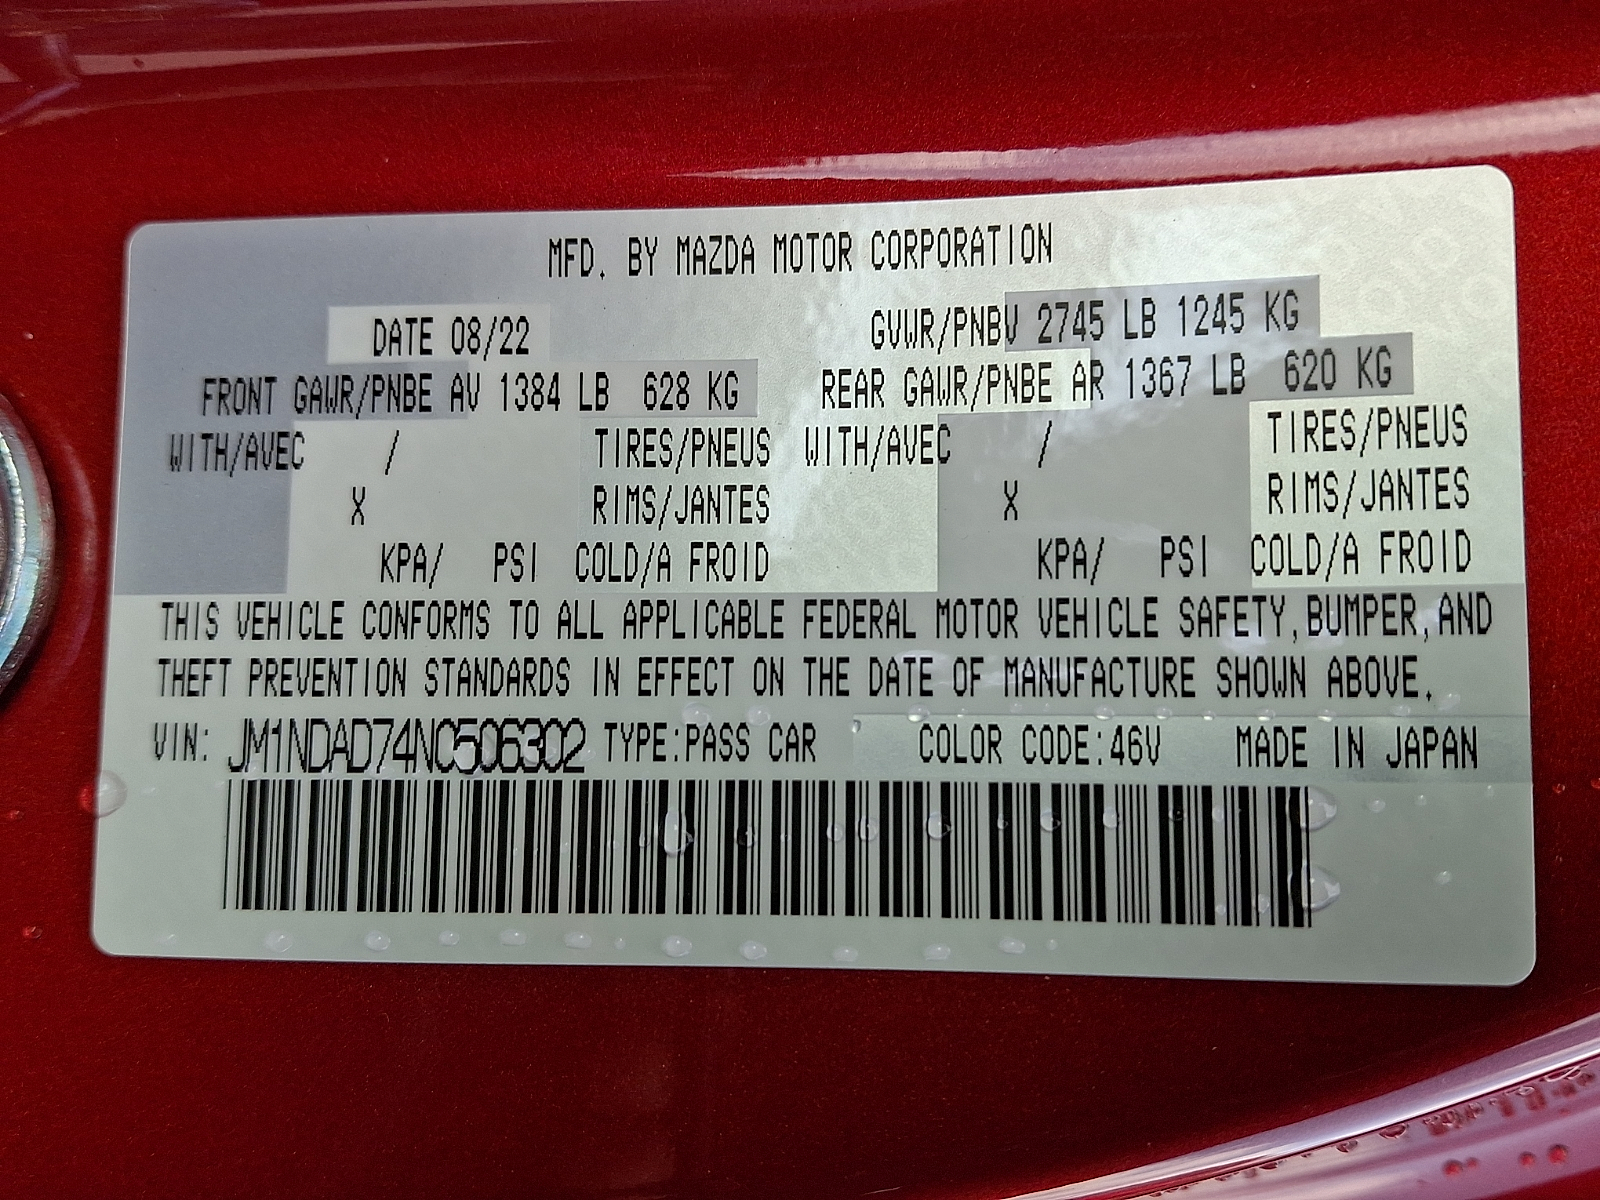 MFD. BY MAZDA MOTOR CORPORATION
DATE 08/22 GVWR/PNBV 2745 LB 1245 KG
FRONT GAWR/PNBE AV 1384 LB 628 KG REAR GAWR/PNBE AR 1367 LB 620 KG
WITH/AVEC / TIRES/PNEUS WITH/AVEC / TIRES/PNEUS
X RIMS/JANTES X RIMS/JANTES
KPA/ PSI COLD/A FROID KPA/ PSI COLD/A FROID
THIS VEHICLE CONFORMS TO ALL APPLICABLE FEDERAL MOTOR VEHICLE SAFETY, BUMPER, AND
THEFT PREVENTION STANDARDS IN EFFECT ON THE DATE OF MANUFACTURE SHOWN ABOVE.
VIN: JM1NDAD74N0506302 TYPE:PASS CAR COLOR CODE:46V MADE IN JAPAN